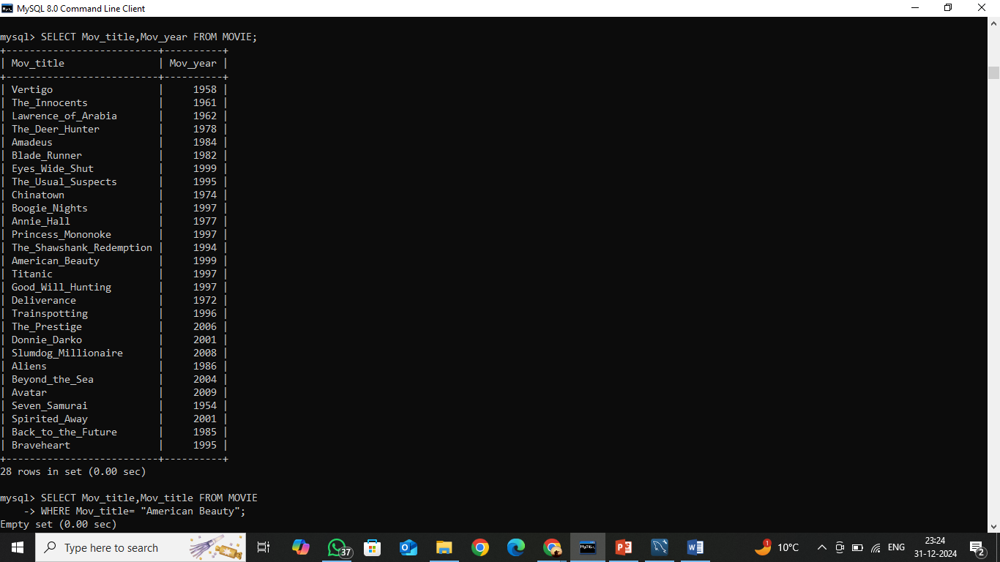 MySQL 8.0 Command Line Client
mysql> SELECT Mov_title,Mov_year FROM MOVIE;
+--------------------------+----------+
| Mov_title                | Mov_year |
+--------------------------+----------+
| Vertigo                  |     1958 |
| The_Innocents            |     1961 |
| Lawrence_of_Arabia       |     1962 |
| The_Deer_Hunter          |     1978 |
| Amadeus                  |     1984 |
| Blade_Runner             |     1982 |
| Eyes_Wide_Shut           |     1999 |
| The_Usual_Suspects       |     1995 |
| Chinatown                |     1974 |
| Boogie_Nights            |     1997 |
| Annie_Hall               |     1977 |
| Princess_Mononoke        |     1997 |
| The_Shawshank_Redemption |     1994 |
| American_Beauty          |     1999 |
| Titanic                  |     1997 |
| Good_Will_Hunting        |     1997 |
| Deliverance              |     1972 |
| Trainspotting            |     1996 |
| The_Prestige             |     2006 |
| Donnie_Darko             |     2001 |
| Slumdog_Millionaire      |     2008 |
| Aliens                   |     1986 |
| Beyond_the_Sea           |     2004 |
| Avatar                   |     2009 |
| Seven_Samurai            |     1954 |
| Spirited_Away            |     2001 |
| Back_to_the_Future       |     1985 |
| Braveheart               |     1995 |
+--------------------------+----------+
28 rows in set (0.00 sec)
mysql> SELECT Mov_title,Mov_title FROM MOVIE
    -> WHERE Mov_title= "American Beauty";
Empty set (0.00 sec)
Type here to search
37
1
10°C
ENG
23:24
31-12-2024
2